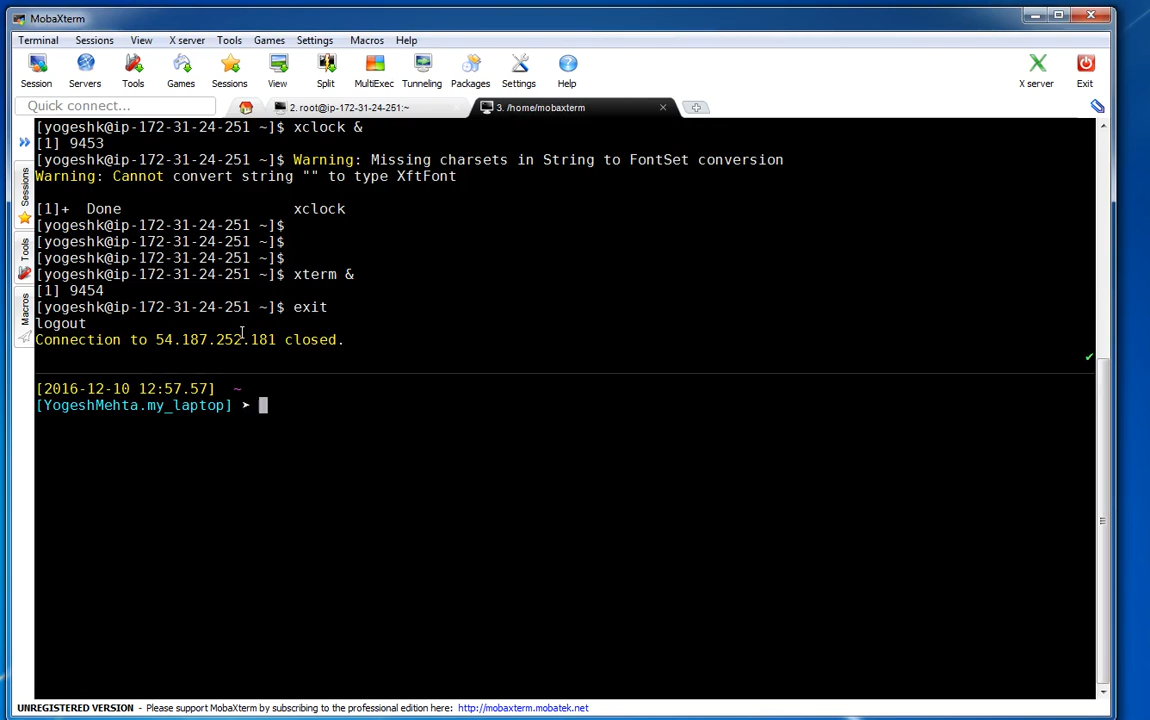 MobaXterm
Terminal Sessions View X server Tools Games Settings Macros Help
Session Servers Tools Games Sessions View Split MultiExec Tunneling Packages Settings Help X server Exit
Quick connect...
2. root@ip-172-31-24-251:~
3. /home/mobaxterm
Sessions
Tools
Macros
[yogeshk@ip-172-31-24-251 ~]$ xclock &
[1] 9453
[yogeshk@ip-172-31-24-251 ~]$ Warning: Missing charsets in String to FontSet conversion
Warning: Cannot convert string "" to type XftFont
[1]+  Done                    xclock
[yogeshk@ip-172-31-24-251 ~]$
[yogeshk@ip-172-31-24-251 ~]$
[yogeshk@ip-172-31-24-251 ~]$
[yogeshk@ip-172-31-24-251 ~]$ xterm &
[1] 9454
[yogeshk@ip-172-31-24-251 ~]$ exit
logout
Connection to 54.187.252.181 closed.
[2016-12-10 12:57.57]  ~
[YogeshMehta.my_laptop] ➤
UNREGISTERED VERSION - Please support MobaXterm by subscribing to the professional edition here: http://mobaxterm.mobatek.net